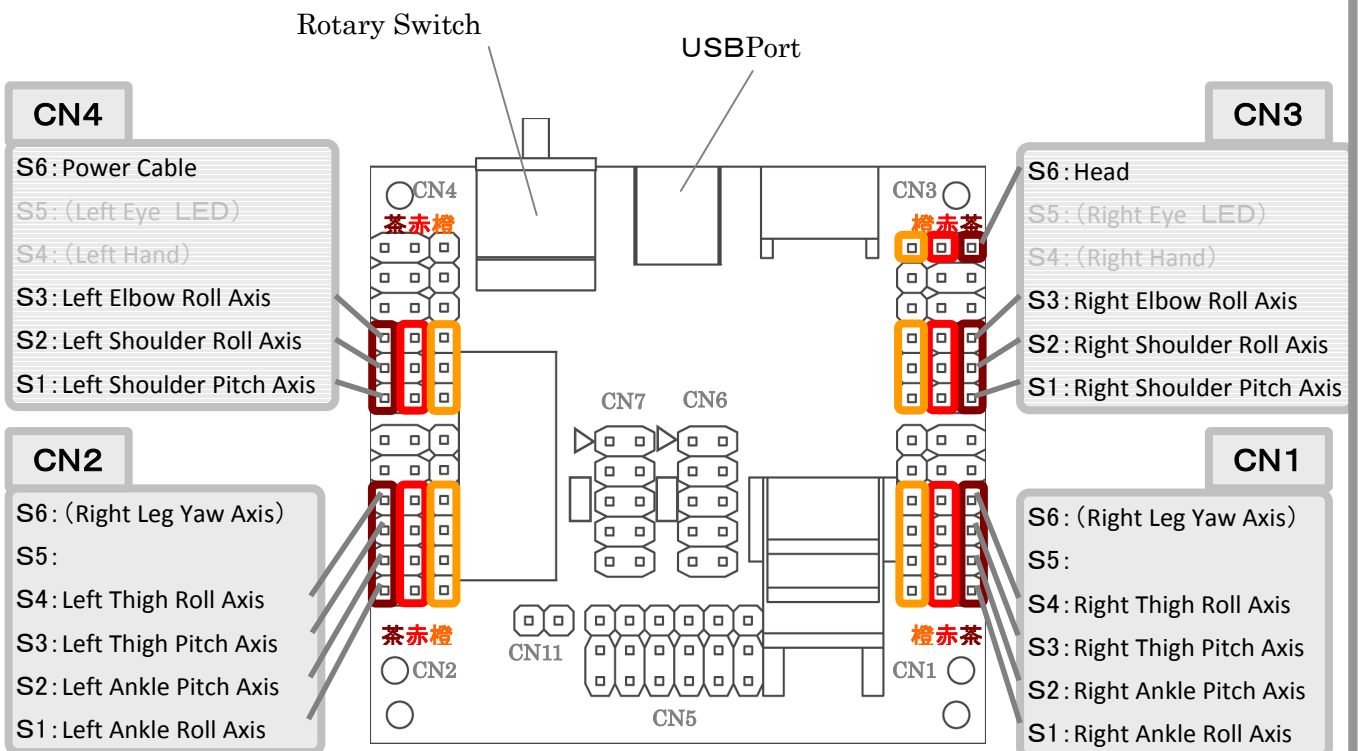 Rotary Switch
USBPort
CN4
S6:Power Cable
S5:(Left Eye LED)
S4:(Left Hand)
S3:Left Elbow Roll Axis
S2:Left Shoulder Roll Axis
S1:Left Shoulder Pitch Axis
CN3
S6:Head
S5:(Right Eye LED)
S4:(Right Hand)
S3:Right Elbow Roll Axis
S2:Right Shoulder Roll Axis
S1:Right Shoulder Pitch Axis
CN4
茶赤橙
CN3
橙赤茶
CN7
CN6
CN2
S6:(Right Leg Yaw Axis)
S5:
S4:Left Thigh Roll Axis
S3:Left Thigh Pitch Axis
S2:Left Ankle Pitch Axis
S1:Left Ankle Roll Axis
CN1
S6:(Right Leg Yaw Axis)
S5:
S4:Right Thigh Roll Axis
S3:Right Thigh Pitch Axis
S2:Right Ankle Pitch Axis
S1:Right Ankle Roll Axis
茶赤橙
CN2
CN11
CN5
橙赤茶
CN1